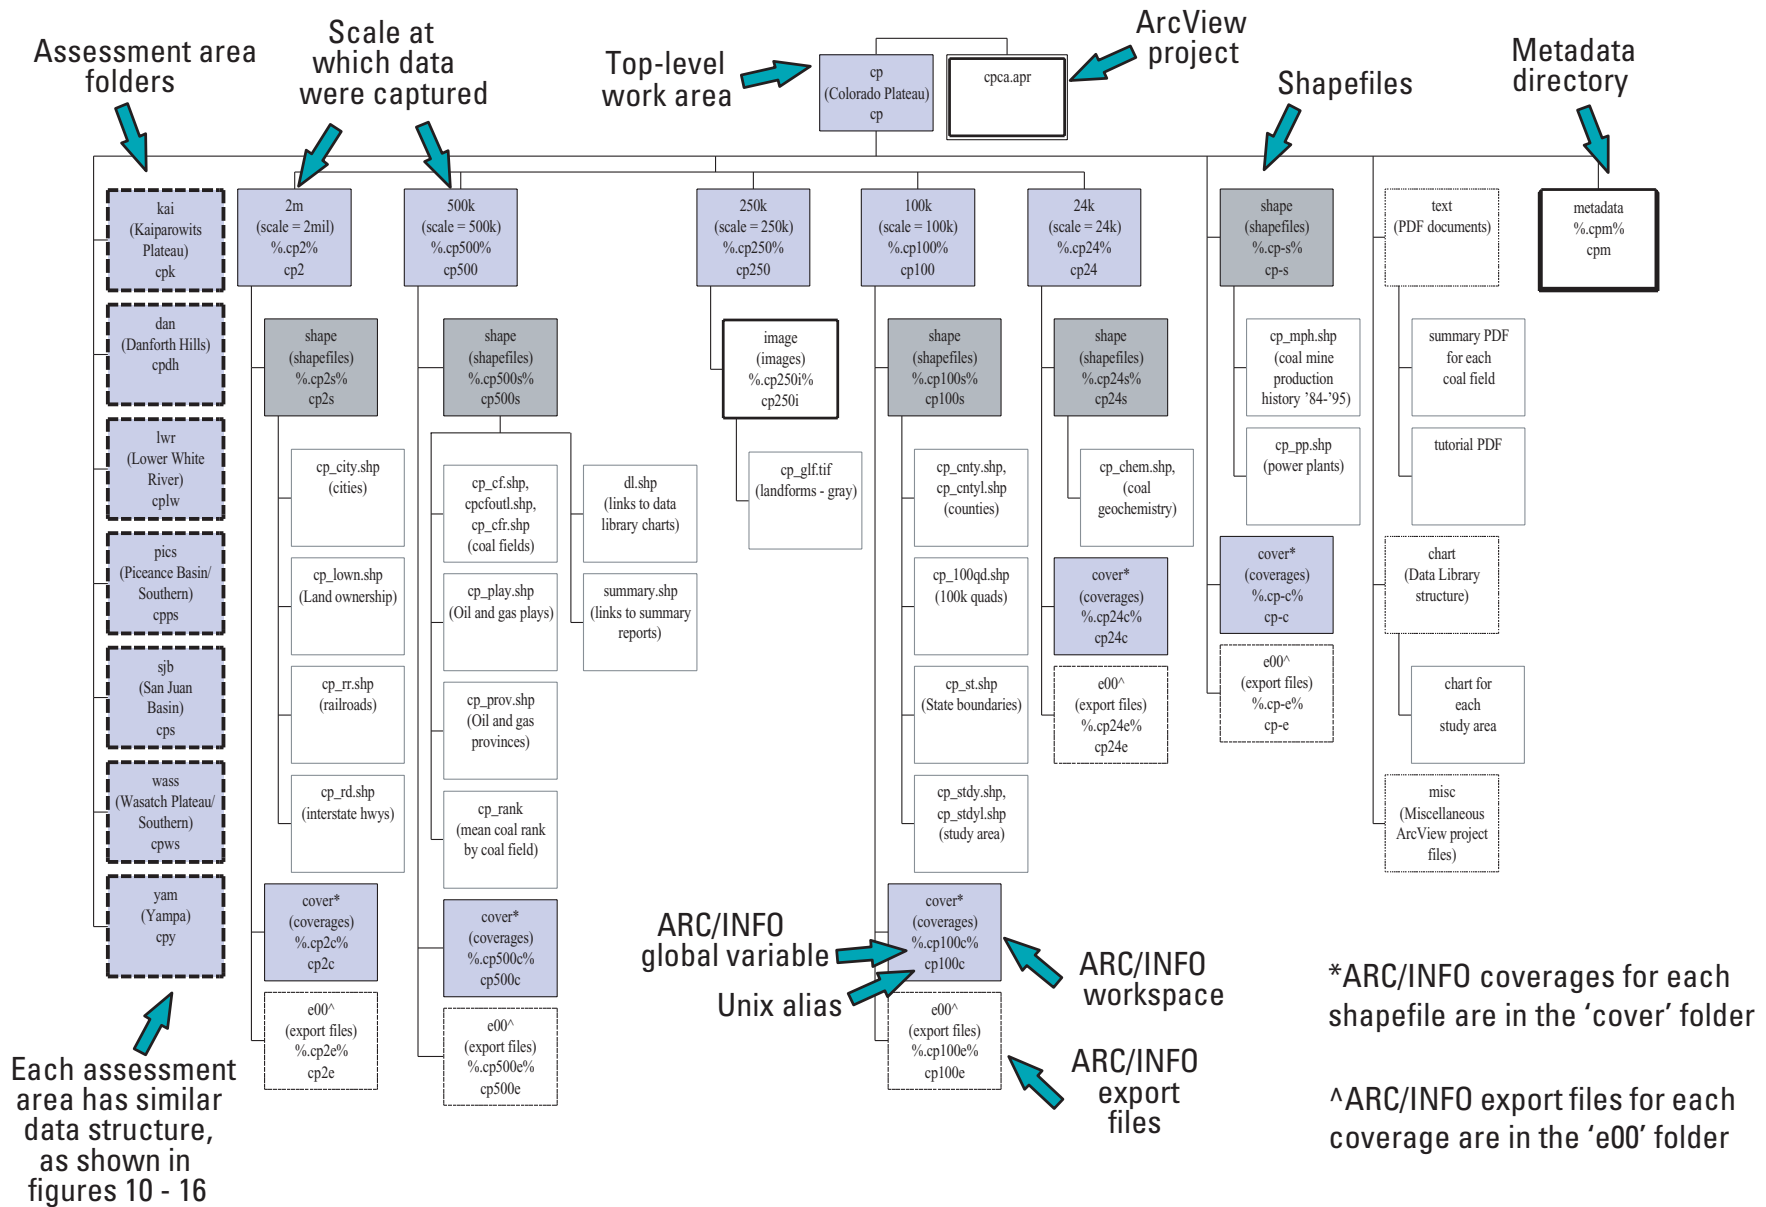 Assessment area
folders
Scale at
which data
were captured
Top-level
work area
ArcView
project
Shapefiles
Metadata
directory
cp
(Colorado Plateau)
cp
cpca.apr
kai
(Kaiparowits
Plateau)
cpk
dan
(Danforth Hills)
cpdh
lwr
(Lower White
River)
cplw
pics
(Piceance Basin/
Southern)
cpps
sjb
(San Juan
Basin)
cps
wass
(Wasatch Plateau/
Southern)
cpws
yam
(Yampa)
cpy
Each assessment
area has similar
data structure,
as shown in
figures 10 - 16
2m
(scale = 2mil)
%.cp2%
cp2
shape
(shapefiles)
%.cp2s%
cp2s
cp_city.shp
(cities)
cp_lown.shp
(Land ownership)
cp_rr.shp
(railroads)
cp_rd.shp
(interstate hwys)
cover*
(coverages)
%.cp2c%
cp2c
e00^
(export files)
%.cp2e%
cp2e
500k
(scale = 500k)
%.cp500%
cp500
shape
(shapefiles)
%.cp500s%
cp500s
cp_cf.shp,
cpcfoutl.shp,
cp_cfr.shp
(coal fields)
cp_play.shp
(Oil and gas plays)
cp_prov.shp
(Oil and gas
provinces)
cp_rank
(mean coal rank
by coal field)
dl.shp
(links to data
library charts)
summary.shp
(links to summary
reports)
cover*
(coverages)
%.cp500c%
cp500c
e00^
(export files)
%.cp500e%
cp500e
250k
(scale = 250k)
%.cp250%
cp250
image
(images)
%.cp250i%
cp250i
cp_glf.tif
(landforms - gray)
100k
(scale = 100k)
%.cp100%
cp100
shape
(shapefiles)
%.cp100s%
cp100s
cp_cnty.shp,
cp_cntyl.shp
(counties)
cp_100qd.shp
(100k quads)
cp_st.shp
(State boundaries)
cp_stdy.shp,
cp_stdyl.shp
(study area)
cover*
(coverages)
%.cp100c%
cp100c
e00^
(export files)
%.cp100e%
cp100e
ARC/INFO
global variable
Unix alias
ARC/INFO
workspace
ARC/INFO
export
files
24k
(scale = 24k)
%.cp24%
cp24
shape
(shapefiles)
%.cp24s%
cp24s
cp_chem.shp,
(coal
geochemistry)
cover*
(coverages)
%.cp24c%
cp24c
e00^
(export files)
%.cp24e%
cp24e
shape
(shapefiles)
%.cp-s%
cp-s
cp_mph.shp
(coal mine
production
history ’84-’95)
cp_pp.shp
(power plants)
cover*
(coverages)
%.cp-c%
cp-c
e00^
(export files)
%.cp-e%
cp-e
text
(PDF documents)
summary PDF
for each
coal field
tutorial PDF
chart
(Data Library
structure)
chart for
each
study area
misc
(Miscellaneous
ArcView project
files)
metadata
%.cpm%
cpm
*ARC/INFO coverages for each
shapefile are in the ‘cover’ folder
^ARC/INFO export files for each
coverage are in the ‘e00’ folder